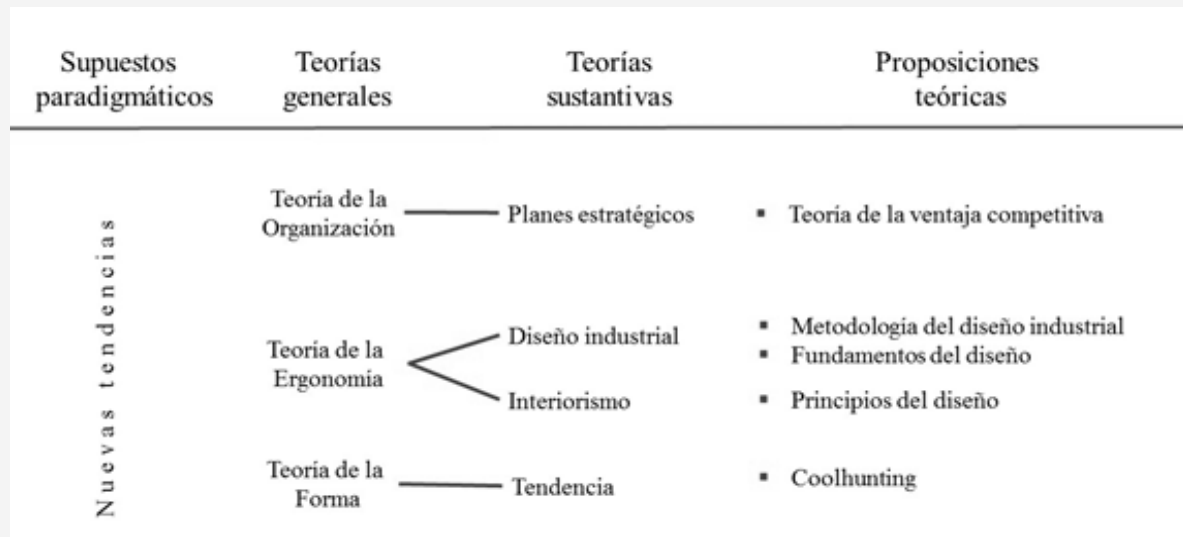 Supuestos
paradigmáticos
Teorías
generales
Teorías
sustantivas
Proposiciones
teóricas
Nuevas tendencias
Teoría de la
Organización
Planes estratégicos
▪ Teoría de la ventaja competitiva
Teoría de la
Ergonomía
Diseño industrial
▪ Metodología del diseño industrial
▪ Fundamentos del diseño
Interiorismo
▪ Principios del diseño
Teoría de la
Forma
Tendencia
▪ Coolhunting